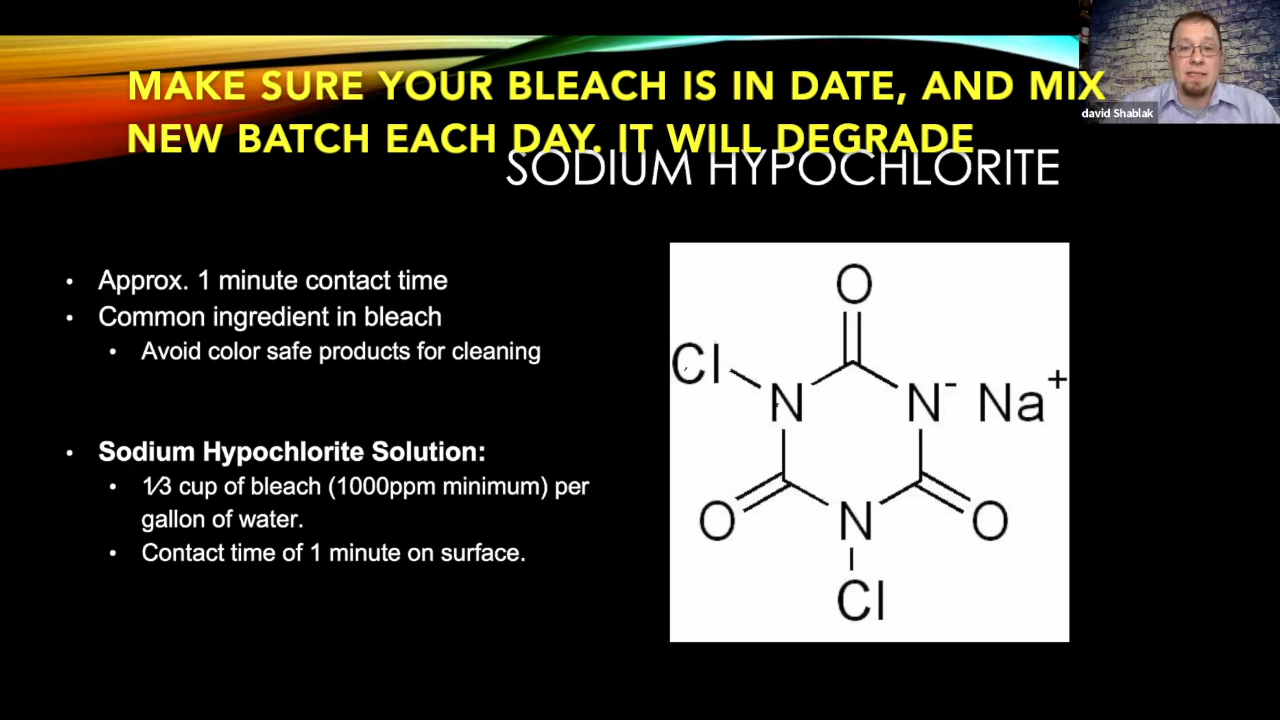 MAKE SURE YOUR BLEACH IS IN DATE, AND MIX
NEW BATCH EACH DAY. IT WILL DEGRADE
david Shablak
SODIUM HYPOCHLORITE
• Approx. 1 minute contact time
• Common ingredient in bleach
• Avoid color safe products for cleaning
• Sodium Hypochlorite Solution:
• 1⁄3 cup of bleach (1000ppm minimum) per
gallon of water.
• Contact time of 1 minute on surface.
O
Cl
N
N⁻ Na⁺
O
N
O
Cl